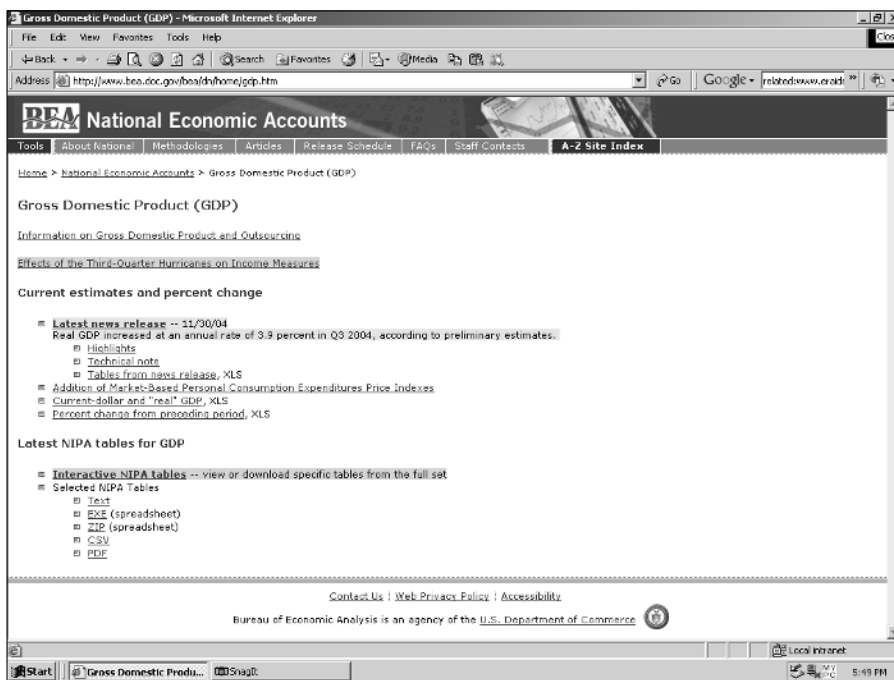 Gross Domestic Product (GDP) - Microsoft Internet Explorer
File Edit View Favorites Tools Help
Clos
Back Search Favorites Media
Address http://www.bea.doc.gov/bea/dn/home/gdp.htm Go Google related:www.eraid
BEA National Economic Accounts
Tools About National Methodologies Articles Release Schedule FAQs Staff Contacts A-Z Site Index
Home > National Economic Accounts > Gross Domestic Product (GDP)
Gross Domestic Product (GDP)
Information on Gross Domestic Product and Outsourcing
Effects of the Third-Quarter Hurricanes on Income Measures
Current estimates and percent change
Latest news release -- 11/30/04
Real GDP increased at an annual rate of 3.9 percent in Q3 2004, according to preliminary estimates.
Highlights
Technical note
Tables from news release, XLS
Addition of Market-Based Personal Consumption Expenditures Price Indexes
Current-dollar and "real" GDP, XLS
Percent change from preceding period, XLS
Latest NIPA tables for GDP
Interactive NIPA tables -- view or download specific tables from the full set
Selected NIPA Tables
Text
EXE (spreadsheet)
ZIP (spreadsheet)
CSV
PDF
Contact Us | Web Privacy Policy | Accessibility
Bureau of Economic Analysis is an agency of the U.S. Department of Commerce
Local intranet
Start Gross Domestic Produ... SnagIt MY PC 5:49 PM